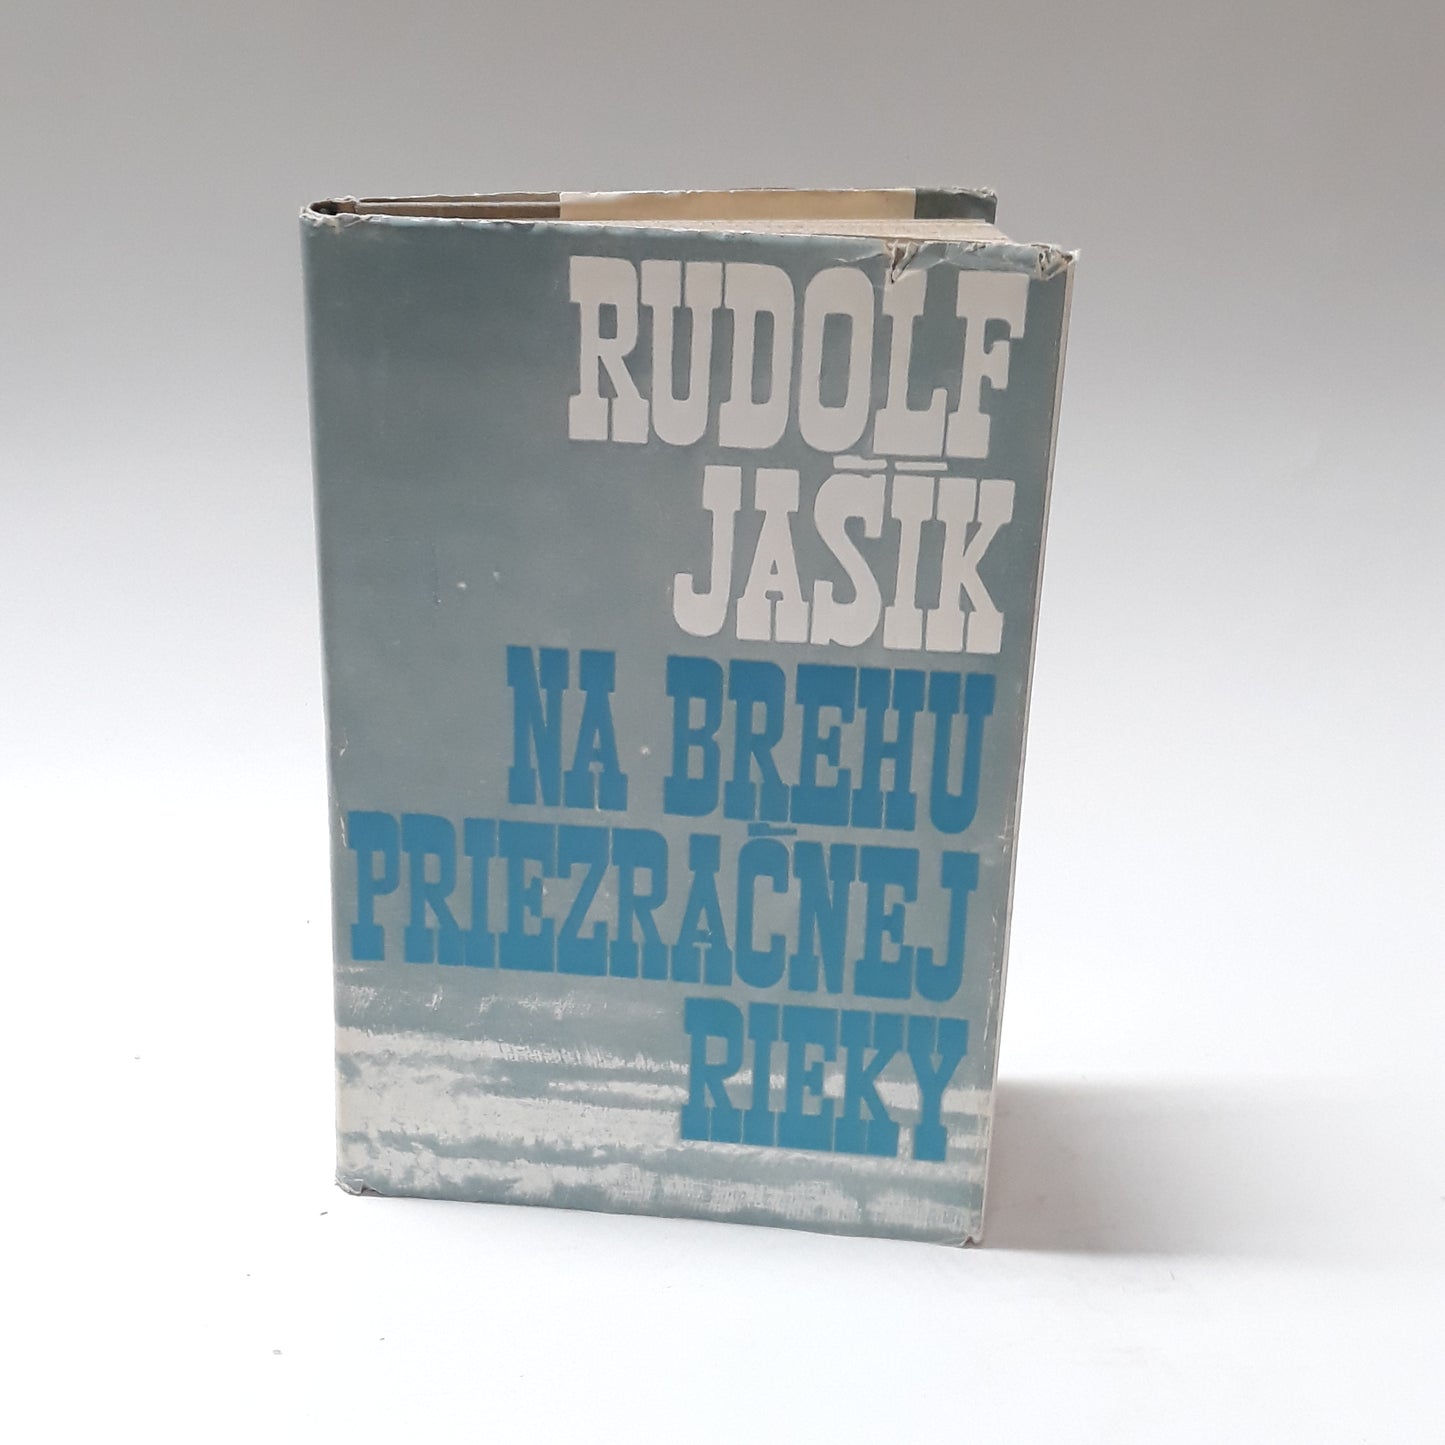 RUDOLF
JAŠÍK
NA BREHU
PRIEZRAČNEJ
RIEKY